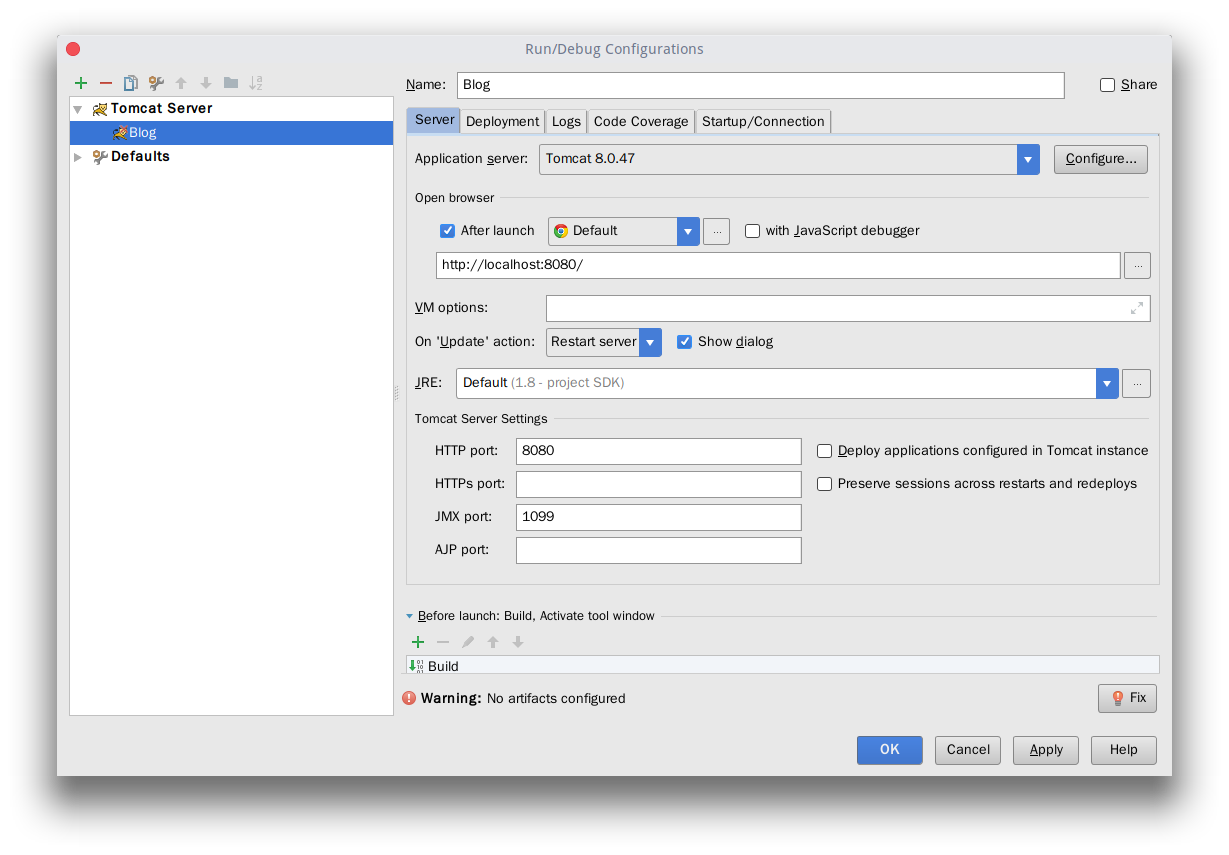 Run/Debug Configurations
Name: Blog Share
Tomcat Server
Blog
Defaults
Server Deployment Logs Code Coverage Startup/Connection
Application server: Tomcat 8.0.47 Configure...
Open browser
After launch Default ... with JavaScript debugger
http://localhost:8080/ ...
VM options:
On 'Update' action: Restart server Show dialog
JRE: Default (1.8 - project SDK) ...
Tomcat Server Settings
HTTP port: 8080 Deploy applications configured in Tomcat instance
HTTPs port: Preserve sessions across restarts and redeploys
JMX port: 1099
AJP port:
Before launch: Build, Activate tool window
Build
Warning: No artifacts configured Fix
OK Cancel Apply Help